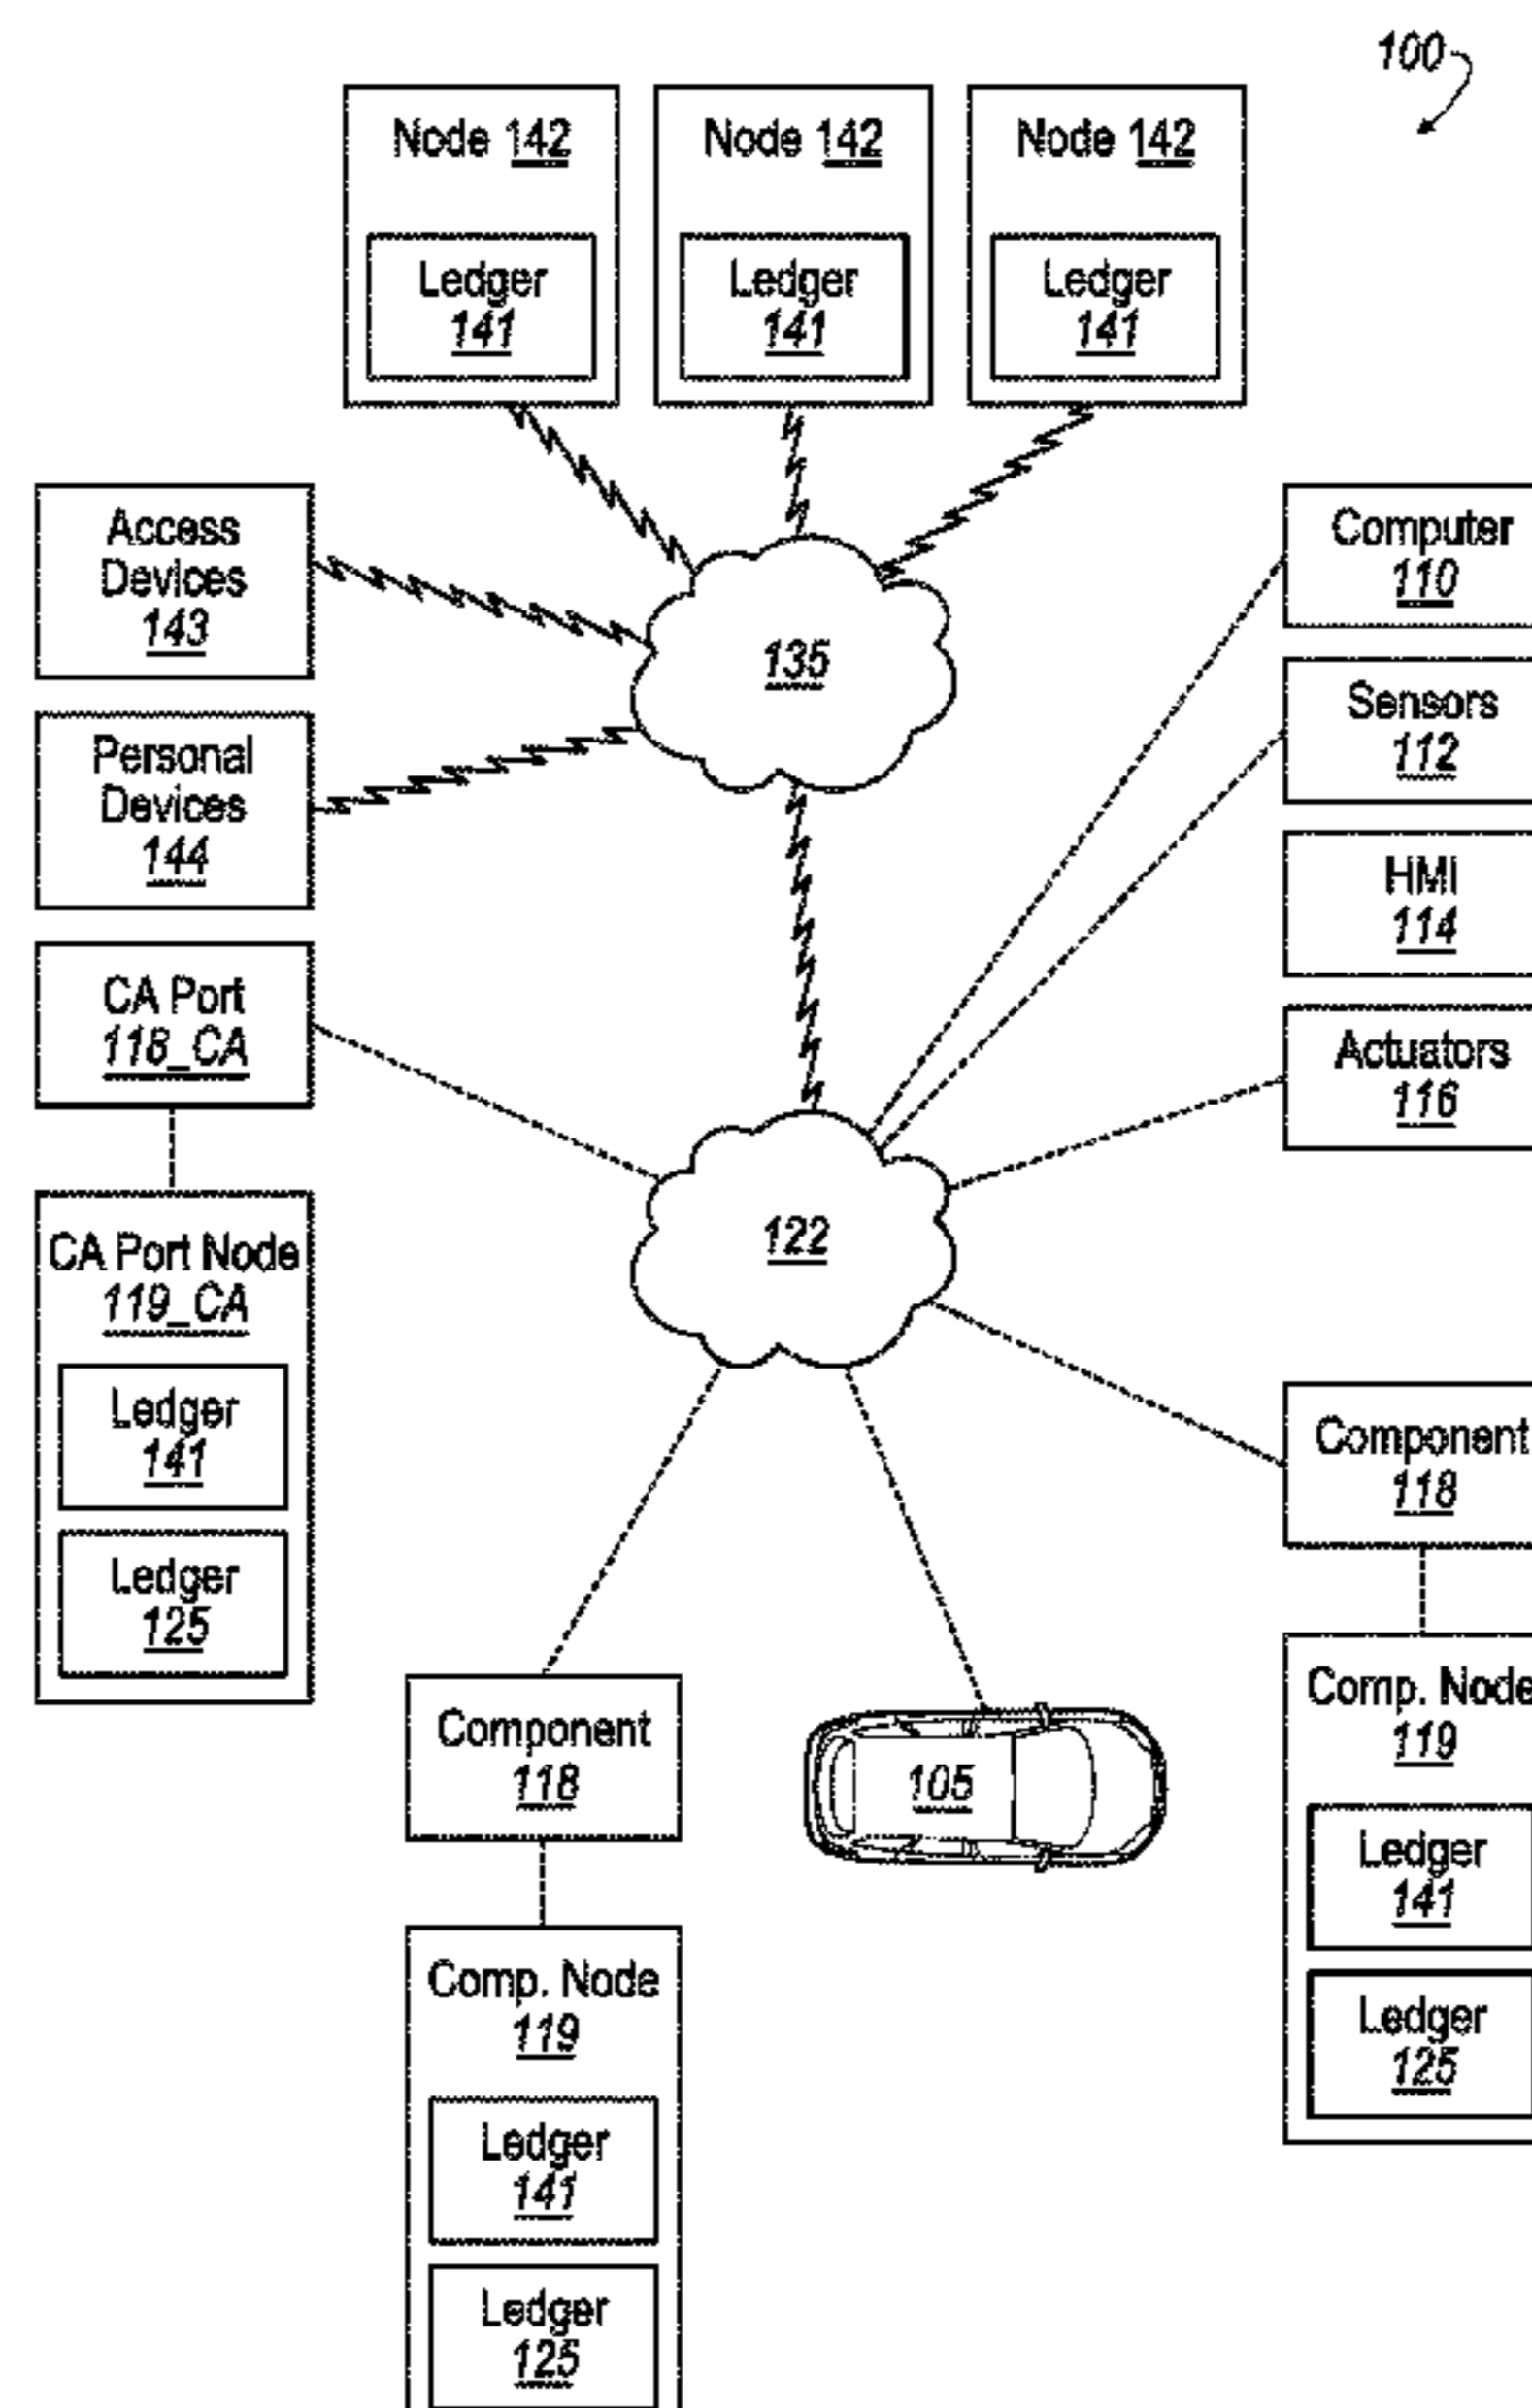 100
Node 142
Ledger
141
Node 142
Ledger
141
Node 142
Ledger
141
Access
Devices
143
135
Computer
110
Sensors
112
Personal
Devices
144
HMI
114
CA Port
118_CA
Actuators
116
122
CA Port Node
119_CA
Ledger
141
Ledger
125
Component
118
Comp. Node
119
Ledger
141
Ledger
125
Component
118
105
Comp. Node
119
Ledger
141
Ledger
125